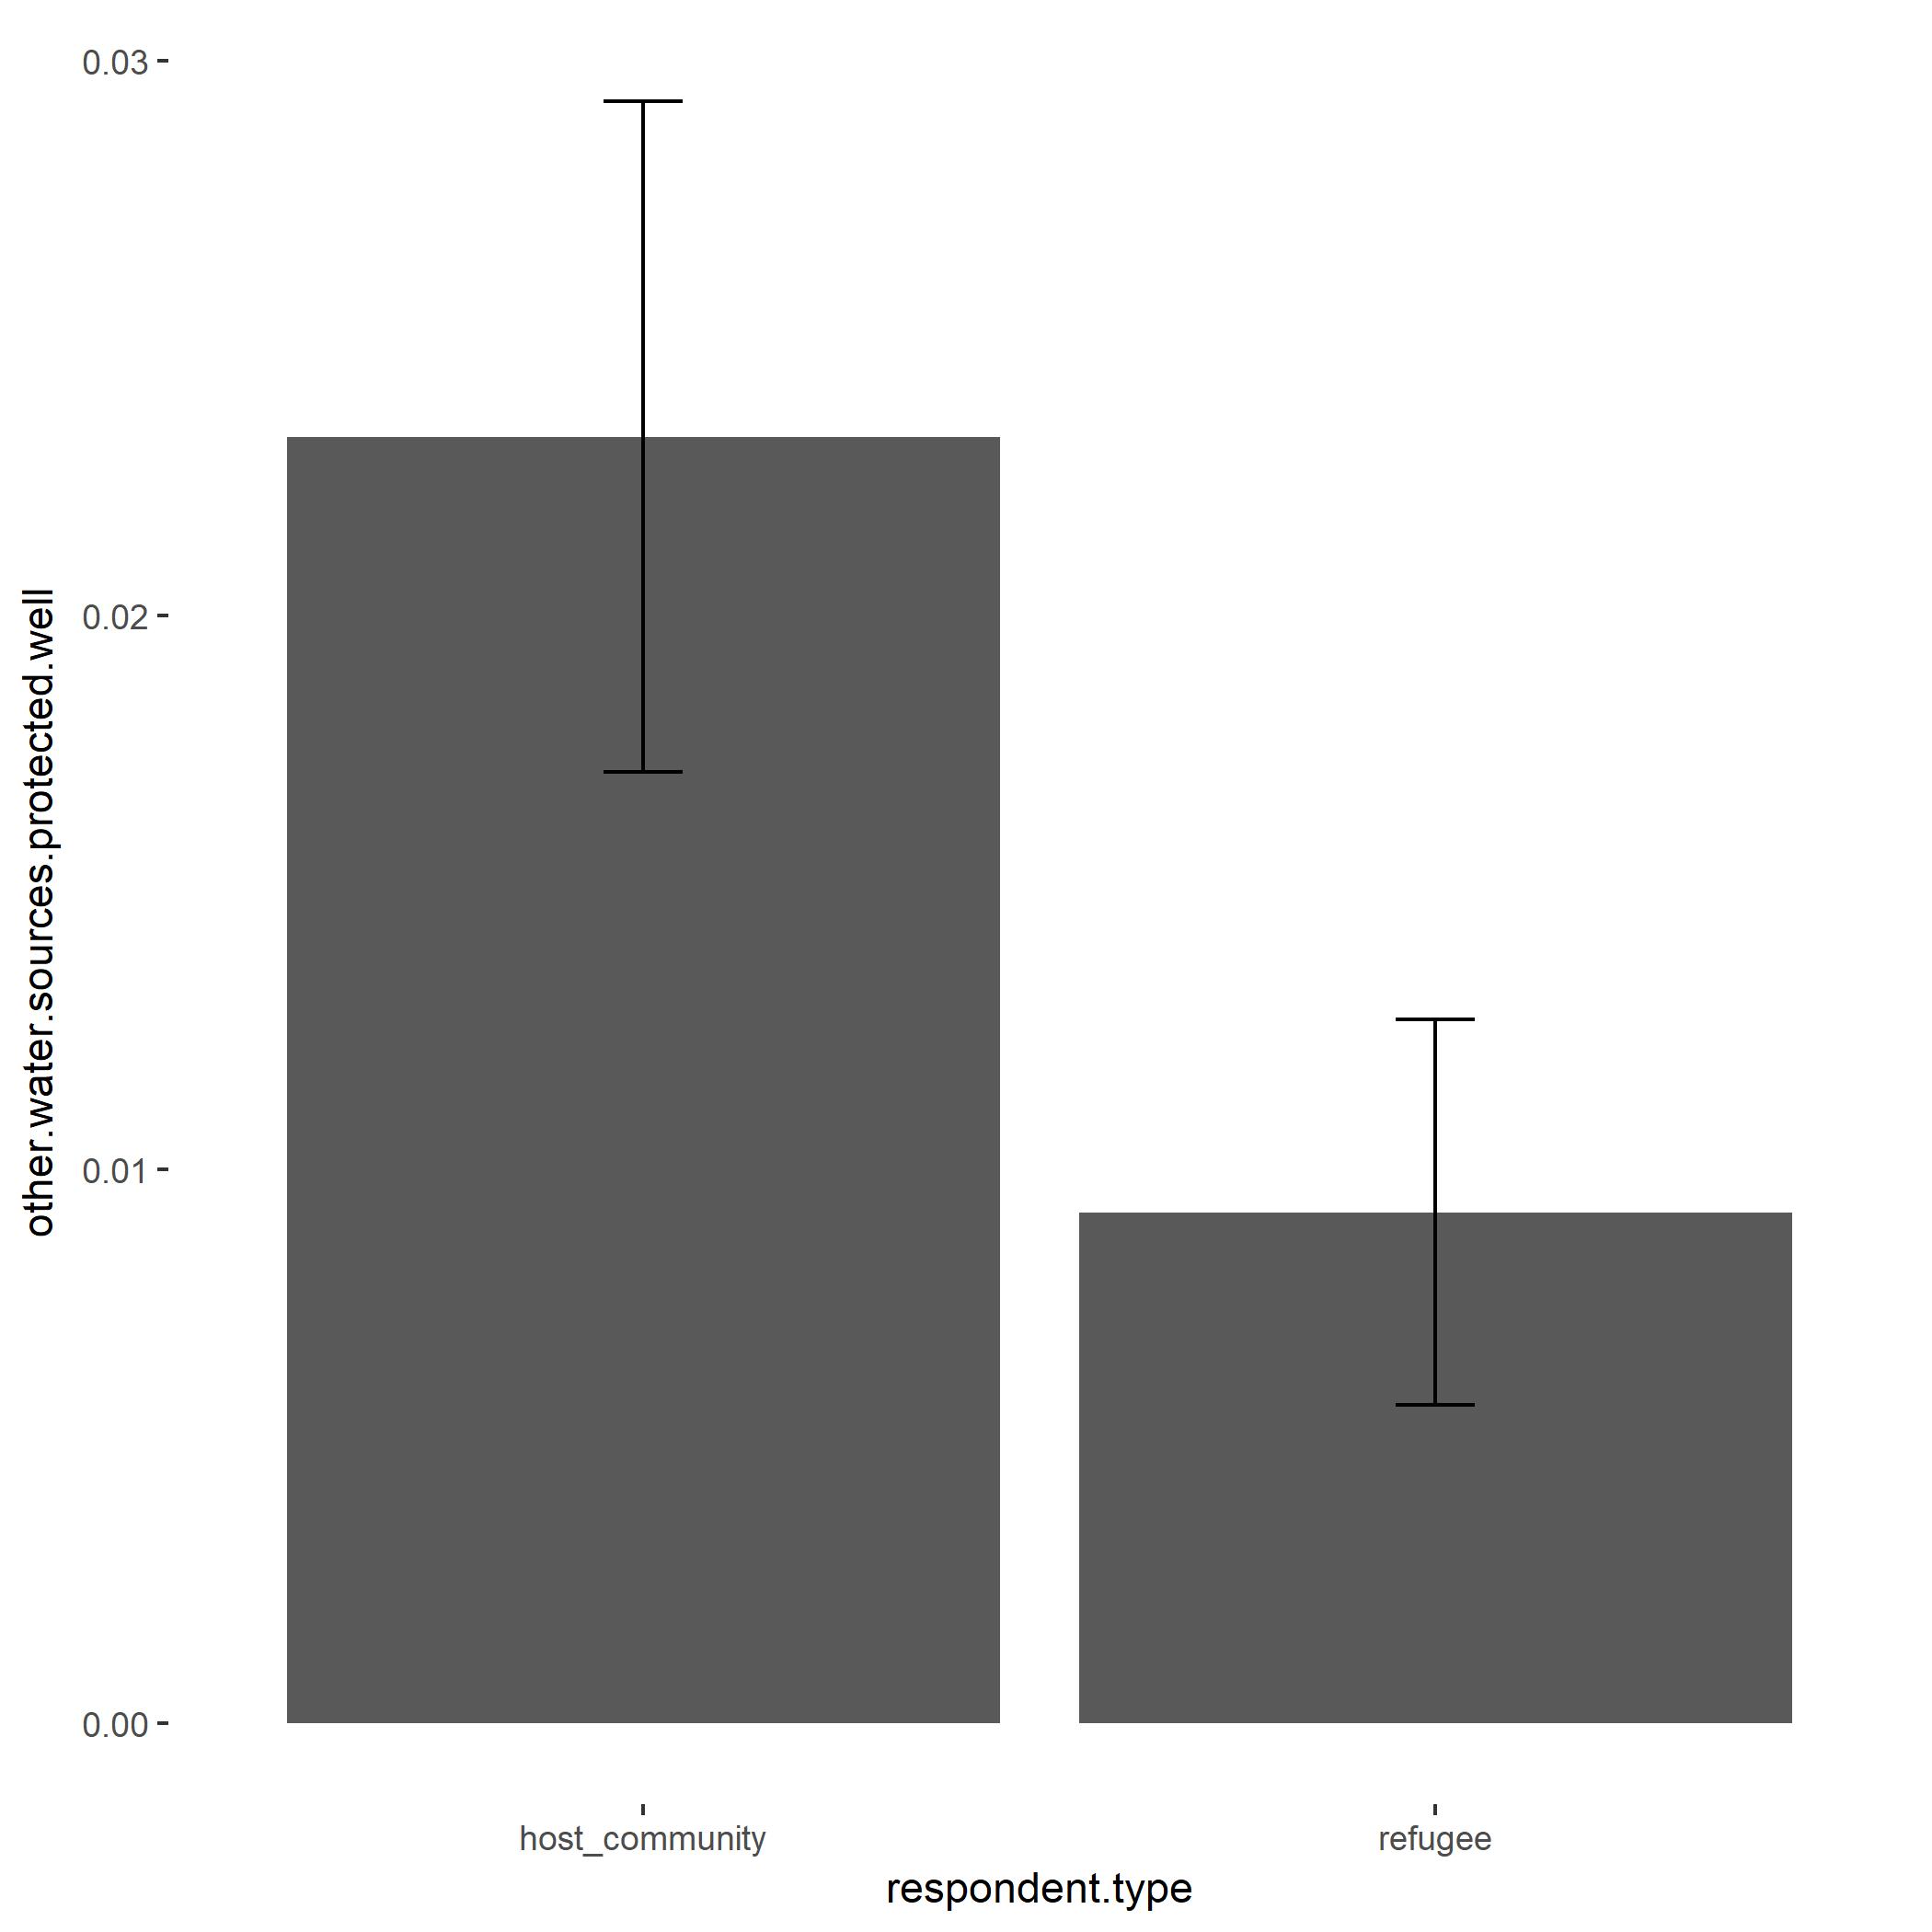 other.water.sources.protected.well
0.03
0.02
0.01
0.00
host_community
refugee
respondent.type